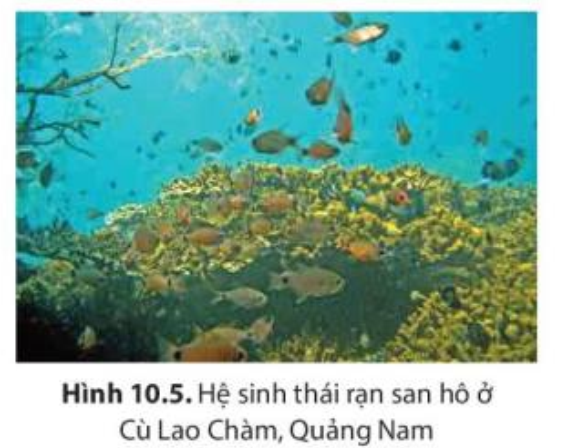 Hình 10.5. Hệ sinh thái rạn san hô ở
Cù Lao Chàm, Quảng Nam